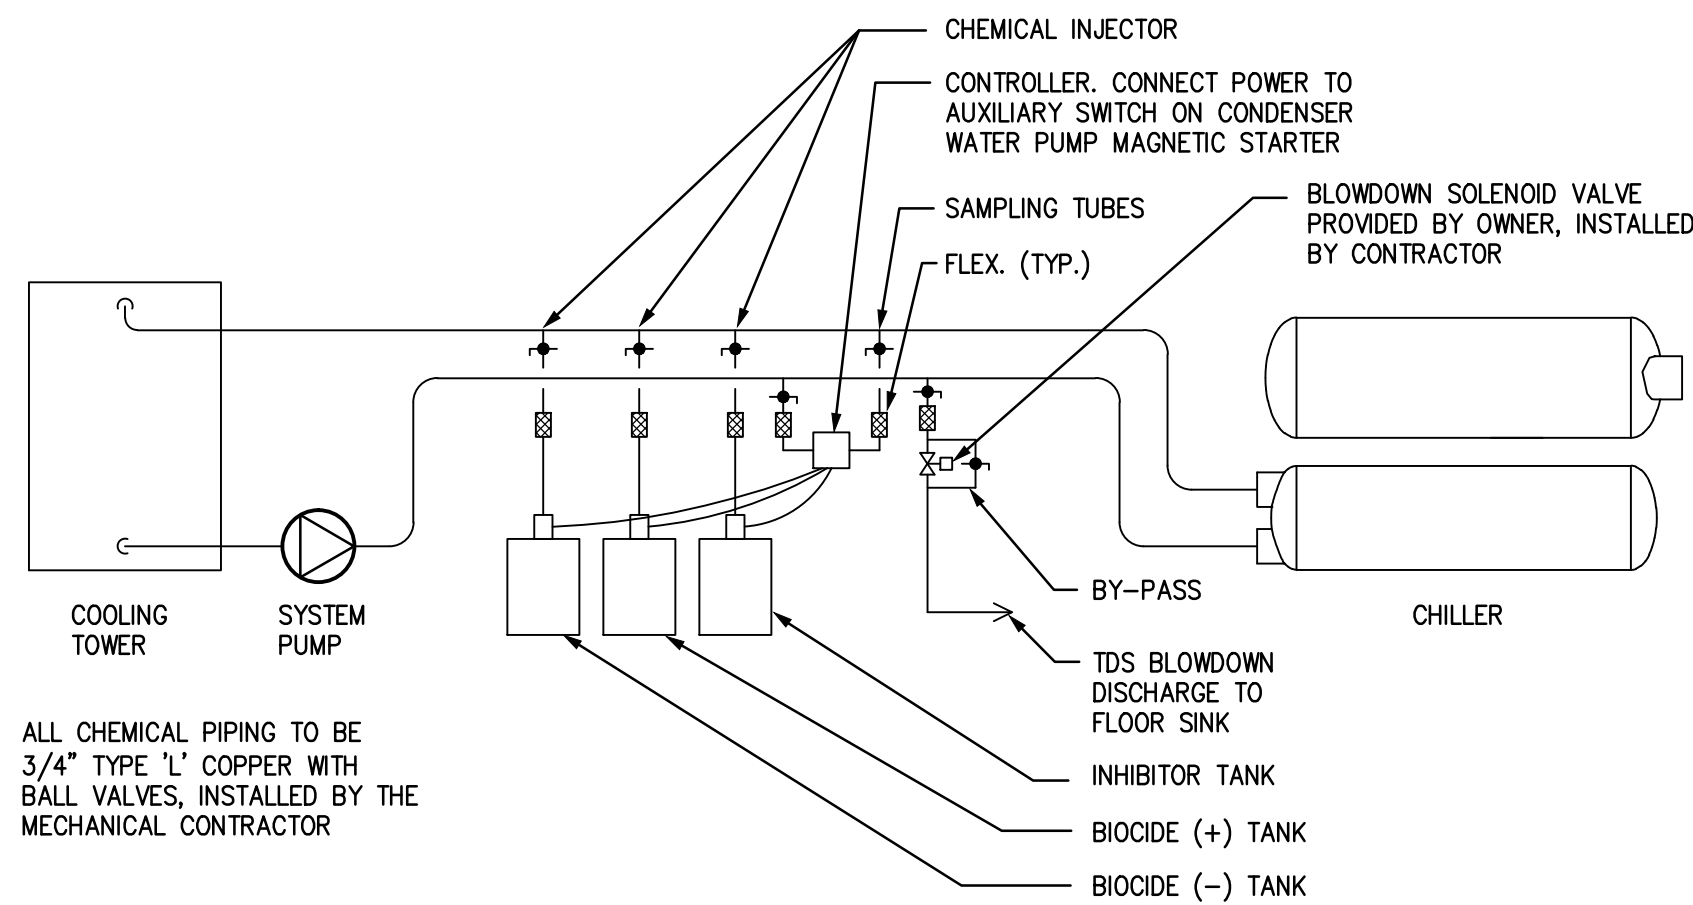 CHEMICAL INJECTOR
CONTROLLER. CONNECT POWER TO
AUXILIARY SWITCH ON CONDENSER
WATER PUMP MAGNETIC STARTER
SAMPLING TUBES
FLEX. (TYP.)
BLOWDOWN SOLENOID VALVE
PROVIDED BY OWNER, INSTALLED
BY CONTRACTOR
COOLING
TOWER
SYSTEM
PUMP
BY-PASS
CHILLER
TDS BLOWDOWN
DISCHARGE TO
FLOOR SINK
INHIBITOR TANK
BIOCIDE (+) TANK
BIOCIDE (-) TANK
ALL CHEMICAL PIPING TO BE
3/4" TYPE 'L' COPPER WITH
BALL VALVES, INSTALLED BY THE
MECHANICAL CONTRACTOR